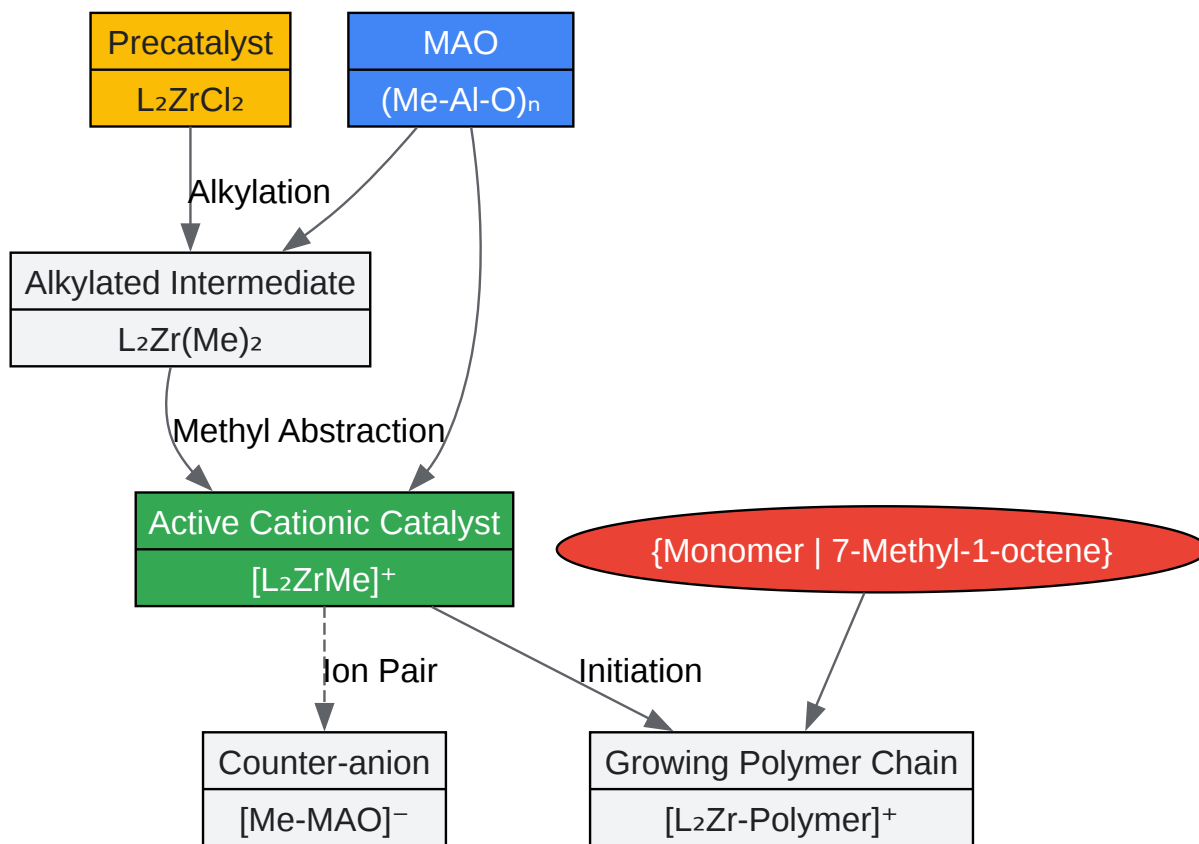 Precatalyst
L₂ZrCl₂
MAO
(Me-Al-O)ₙ
Alkylation
Alkylated Intermediate
L₂Zr(Me)₂
Methyl Abstraction
Active Cationic Catalyst
[L₂ZrMe]⁺
{Monomer | 7-Methyl-1-octene}
Ion Pair
Initiation
Counter-anion
[Me-MAO]⁻
Growing Polymer Chain
[L₂Zr-Polymer]⁺